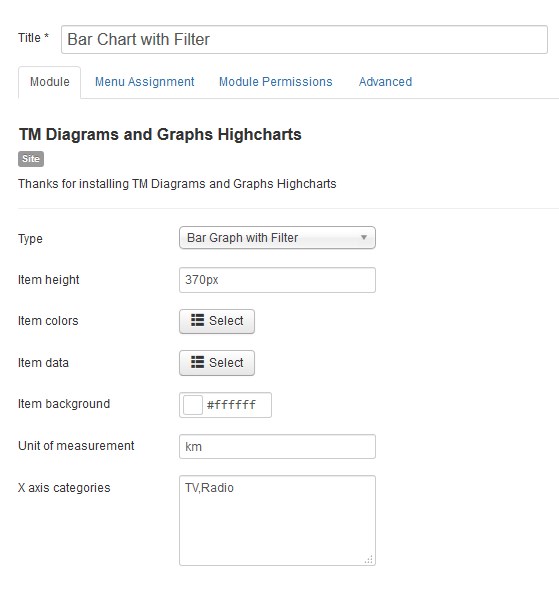 Title * Bar Chart with Filter
Module Menu Assignment Module Permissions Advanced
TM Diagrams and Graphs Highcharts
Site
Thanks for installing TM Diagrams and Graphs Highcharts
Type Bar Graph with Filter
Item height 370px
Item colors Select
Item data Select
Item background #ffffff
Unit of measurement km
X axis categories TV,Radio